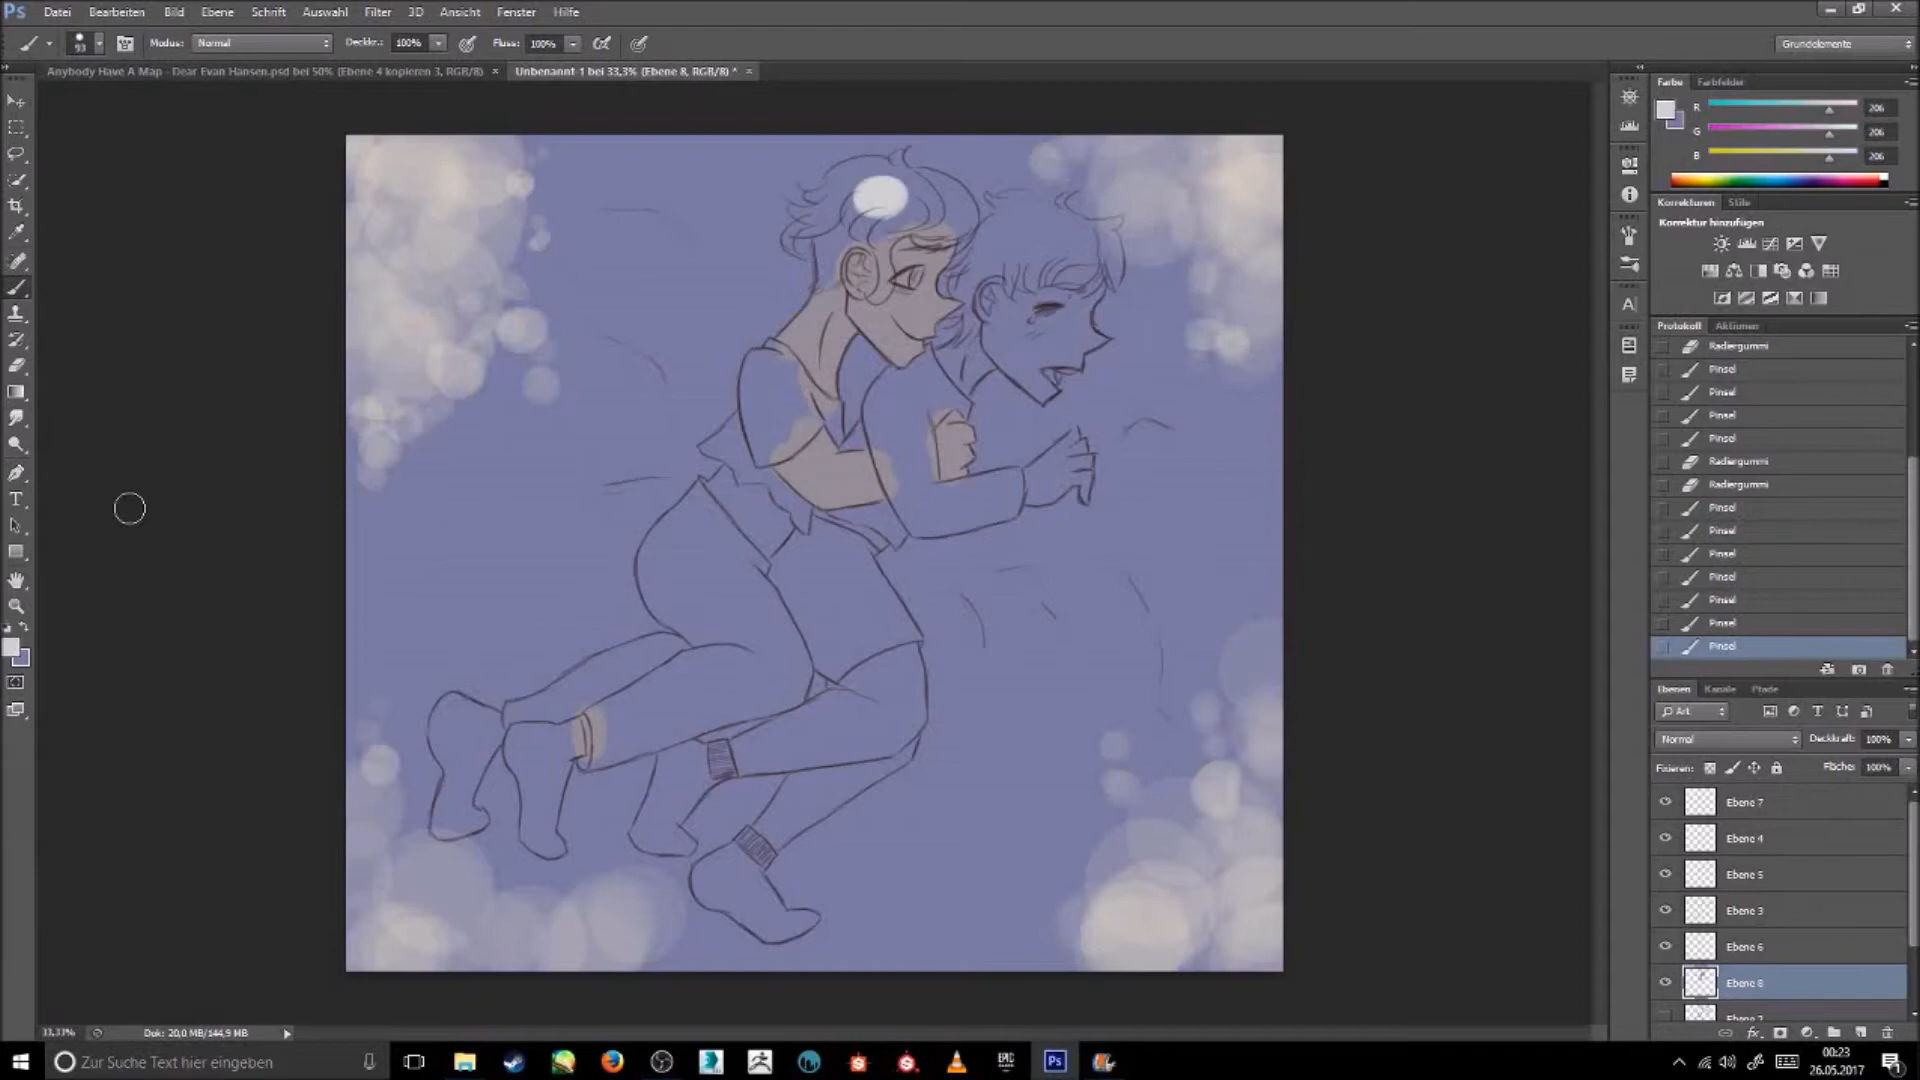 Ps Datei Bearbeiten Bild Ebene Schrift Auswahl Filter 3D Ansicht Fenster Hilfe
93 Modus: Normal Deckkr.: 100% Fluss: 100% Grundelemente
Anybody Have A Map - Dear Evan Hansen.psd bei 50% (Ebene 4 kopieren 3, RGB/8) × Unbenannt-1 bei 33,3% (Ebene 8, RGB/8) * ×
Farbe Farbfelder
R 206
G 206
B 206
Korrekturen Stile
Korrektur hinzufügen
Protokoll Aktionen
Radiergummi
Pinsel
Pinsel
Pinsel
Pinsel
Radiergummi
Radiergummi
Pinsel
Pinsel
Pinsel
Pinsel
Pinsel
Pinsel
Pinsel
Ebenen Kanäle Pfade
Art
Normal Deckkraft: 100%
Fixieren: Fläche: 100%
Ebene 7
Ebene 4
Ebene 5
Ebene 3
Ebene 6
Ebene 8
33,33% Dok: 20,0 MB/144,9 MB
Zur Suche Text hier eingeben EPIC Ps 00:23
26.05.2017